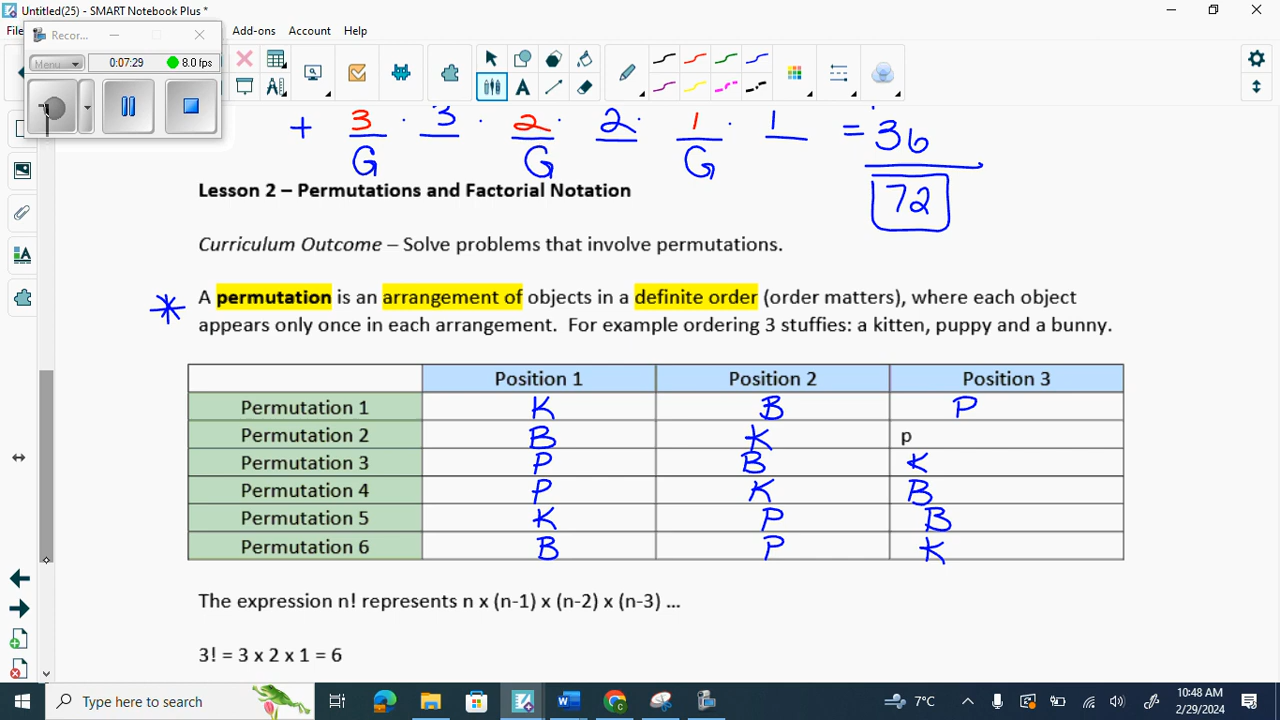 Untitled(25) - SMART Notebook Plus *
File
Add-ons Account Help
Recor...
Menu 0:07:29 8.0 fps
+ 3 · 3 · 2 · 2 · 1 · 1 = 36
G G G
72
Lesson 2 – Permutations and Factorial Notation
Curriculum Outcome – Solve problems that involve permutations.
* A permutation is an arrangement of objects in a definite order (order matters), where each object
appears only once in each arrangement. For example ordering 3 stuffies: a kitten, puppy and a bunny.
Position 1 Position 2 Position 3
Permutation 1 K B P
Permutation 2 B K p
Permutation 3 P B K
Permutation 4 P K B
Permutation 5 K P B
Permutation 6 B P K
The expression n! represents n x (n-1) x (n-2) x (n-3) ...
3! = 3 x 2 x 1 = 6
Type here to search
7°C
10:48 AM
2/29/2024